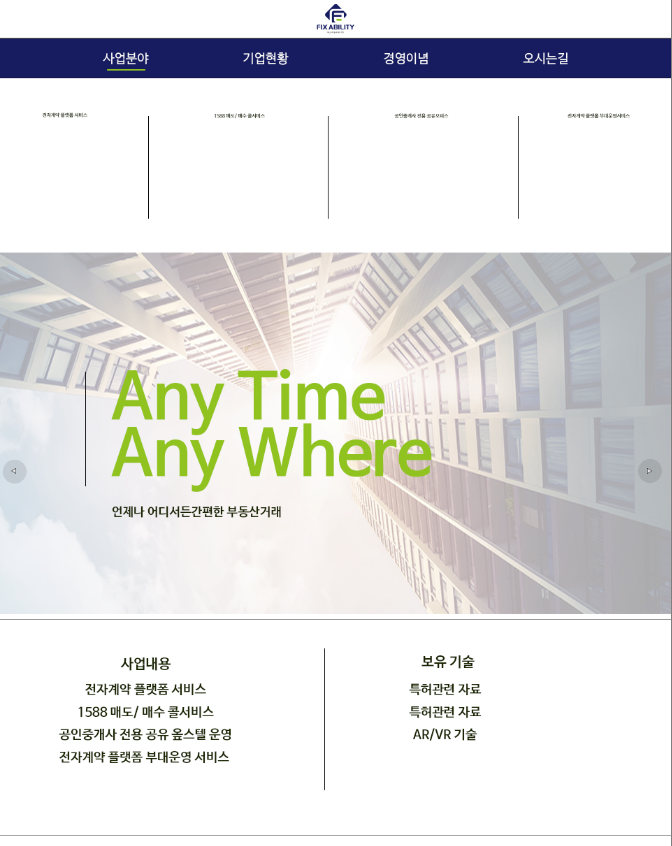 FIX ABILITY
사업분야
기업현황
경영이념
오시는길
전자계약 플랫폼 서비스
1588 매도/ 매수 콜서비스
공인중개사 전용 공유오피스
전자계약 플랫폼 부대운영서비스
Any Time
Any Where
언제나 어디서든간편한 부동산거래
사업내용
전자계약 플랫폼 서비스
1588 매도/ 매수 콜서비스
공인중개사 전용 공유 옾스텔 운영
전자계약 플랫폼 부대운영 서비스
보유 기술
특허관련 자료
특허관련 자료
AR/VR 기술